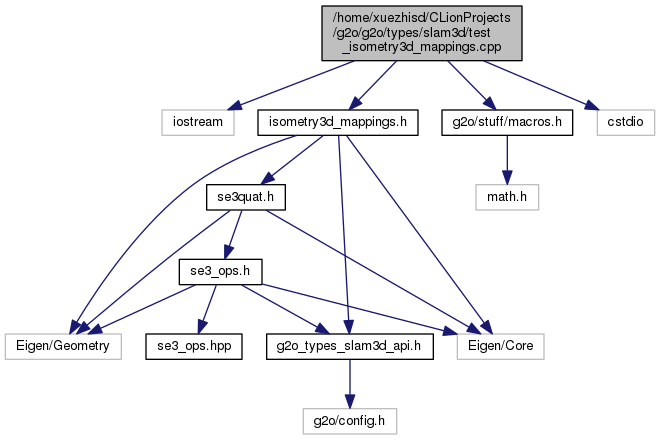 /home/xuezhisd/CLionProjects
/g2o/g2o/types/slam3d/test
_isometry3d_mappings.cpp
iostream
isometry3d_mappings.h
g2o/stuff/macros.h
cstdio
se3quat.h
math.h
se3_ops.h
Eigen/Geometry
se3_ops.hpp
g2o_types_slam3d_api.h
Eigen/Core
g2o/config.h